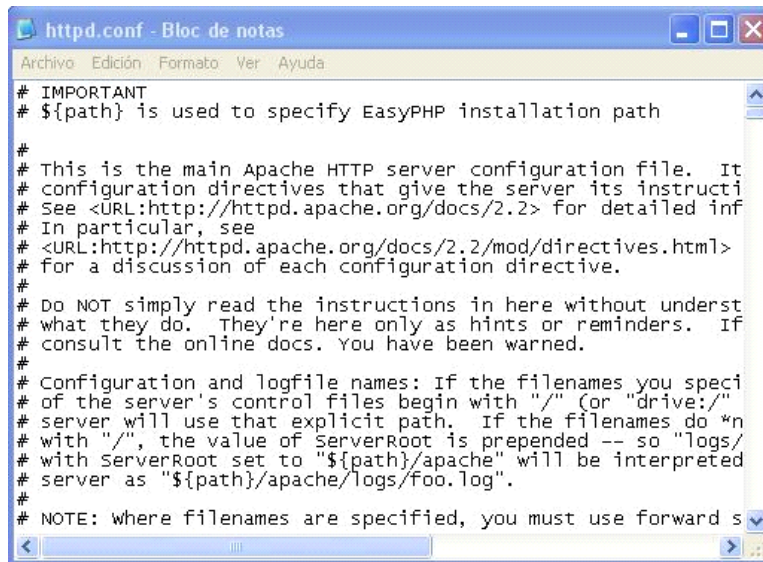 httpd.conf - Bloc de notas
Archivo Edición Formato Ver Ayuda
# IMPORTANT
# ${path} is used to specify EasyPHP installation path
#
# This is the main Apache HTTP server configuration file.  It
# configuration directives that give the server its instructi
# See <URL:http://httpd.apache.org/docs/2.2> for detailed inf
# In particular, see
# <URL:http://httpd.apache.org/docs/2.2/mod/directives.html>
# for a discussion of each configuration directive.
#
# Do NOT simply read the instructions in here without underst
# what they do.  They're here only as hints or reminders.  If
# consult the online docs. You have been warned.
#
# Configuration and logfile names: If the filenames you speci
# of the server's control files begin with "/" (or "drive:/"
# server will use that explicit path.  If the filenames do *n
# with "/", the value of ServerRoot is prepended -- so "logs/
# with ServerRoot set to "${path}/apache" will be interpreted
# server as "${path}/apache/logs/foo.log".
#
# NOTE: Where filenames are specified, you must use forward s